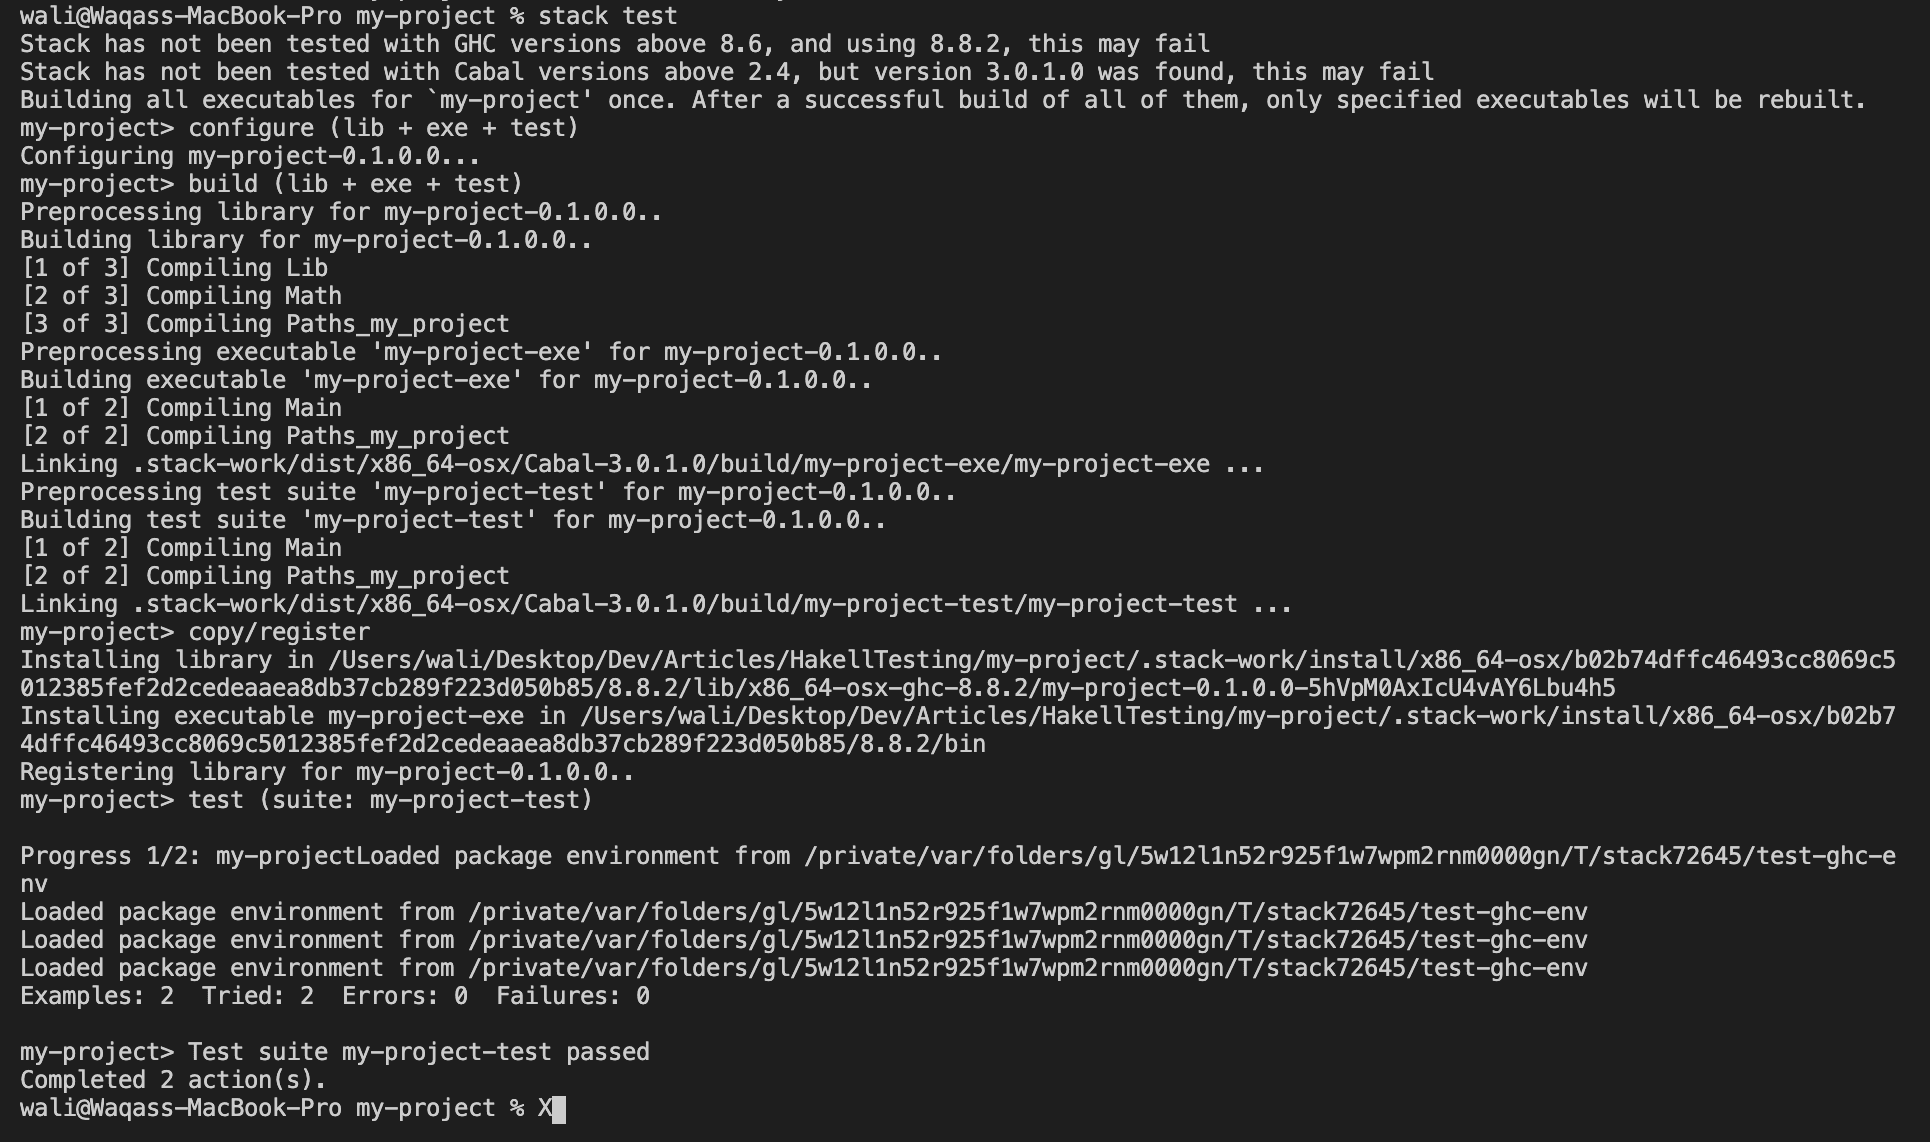 wali@Waqass-MacBook-Pro my-project % stack test
Stack has not been tested with GHC versions above 8.6, and using 8.8.2, this may fail
Stack has not been tested with Cabal versions above 2.4, but version 3.0.1.0 was found, this may fail
Building all executables for `my-project' once. After a successful build of all of them, only specified executables will be rebuilt.
my-project> configure (lib + exe + test)
Configuring my-project-0.1.0.0...
my-project> build (lib + exe + test)
Preprocessing library for my-project-0.1.0.0..
Building library for my-project-0.1.0.0..
[1 of 3] Compiling Lib
[2 of 3] Compiling Math
[3 of 3] Compiling Paths_my_project
Preprocessing executable 'my-project-exe' for my-project-0.1.0.0..
Building executable 'my-project-exe' for my-project-0.1.0.0..
[1 of 2] Compiling Main
[2 of 2] Compiling Paths_my_project
Linking .stack-work/dist/x86_64-osx/Cabal-3.0.1.0/build/my-project-exe/my-project-exe ...
Preprocessing test suite 'my-project-test' for my-project-0.1.0.0..
Building test suite 'my-project-test' for my-project-0.1.0.0..
[1 of 2] Compiling Main
[2 of 2] Compiling Paths_my_project
Linking .stack-work/dist/x86_64-osx/Cabal-3.0.1.0/build/my-project-test/my-project-test ...
my-project> copy/register
Installing library in /Users/wali/Desktop/Dev/Articles/HakellTesting/my-project/.stack-work/install/x86_64-osx/b02b74dffc46493cc8069c5
012385fef2d2cedeaaea8db37cb289f223d050b85/8.8.2/lib/x86_64-osx-ghc-8.8.2/my-project-0.1.0.0-5hVpM0AxIcU4vAY6Lbu4h5
Installing executable my-project-exe in /Users/wali/Desktop/Dev/Articles/HakellTesting/my-project/.stack-work/install/x86_64-osx/b02b7
4dffc46493cc8069c5012385fef2d2cedeaaea8db37cb289f223d050b85/8.8.2/bin
Registering library for my-project-0.1.0.0..
my-project> test (suite: my-project-test)
Progress 1/2: my-projectLoaded package environment from /private/var/folders/gl/5w12l1n52r925f1w7wpm2rnm0000gn/T/stack72645/test-ghc-e
nv
Loaded package environment from /private/var/folders/gl/5w12l1n52r925f1w7wpm2rnm0000gn/T/stack72645/test-ghc-env
Loaded package environment from /private/var/folders/gl/5w12l1n52r925f1w7wpm2rnm0000gn/T/stack72645/test-ghc-env
Loaded package environment from /private/var/folders/gl/5w12l1n52r925f1w7wpm2rnm0000gn/T/stack72645/test-ghc-env
Examples: 2  Tried: 2  Errors: 0  Failures: 0
my-project> Test suite my-project-test passed
Completed 2 action(s).
wali@Waqass-MacBook-Pro my-project % X